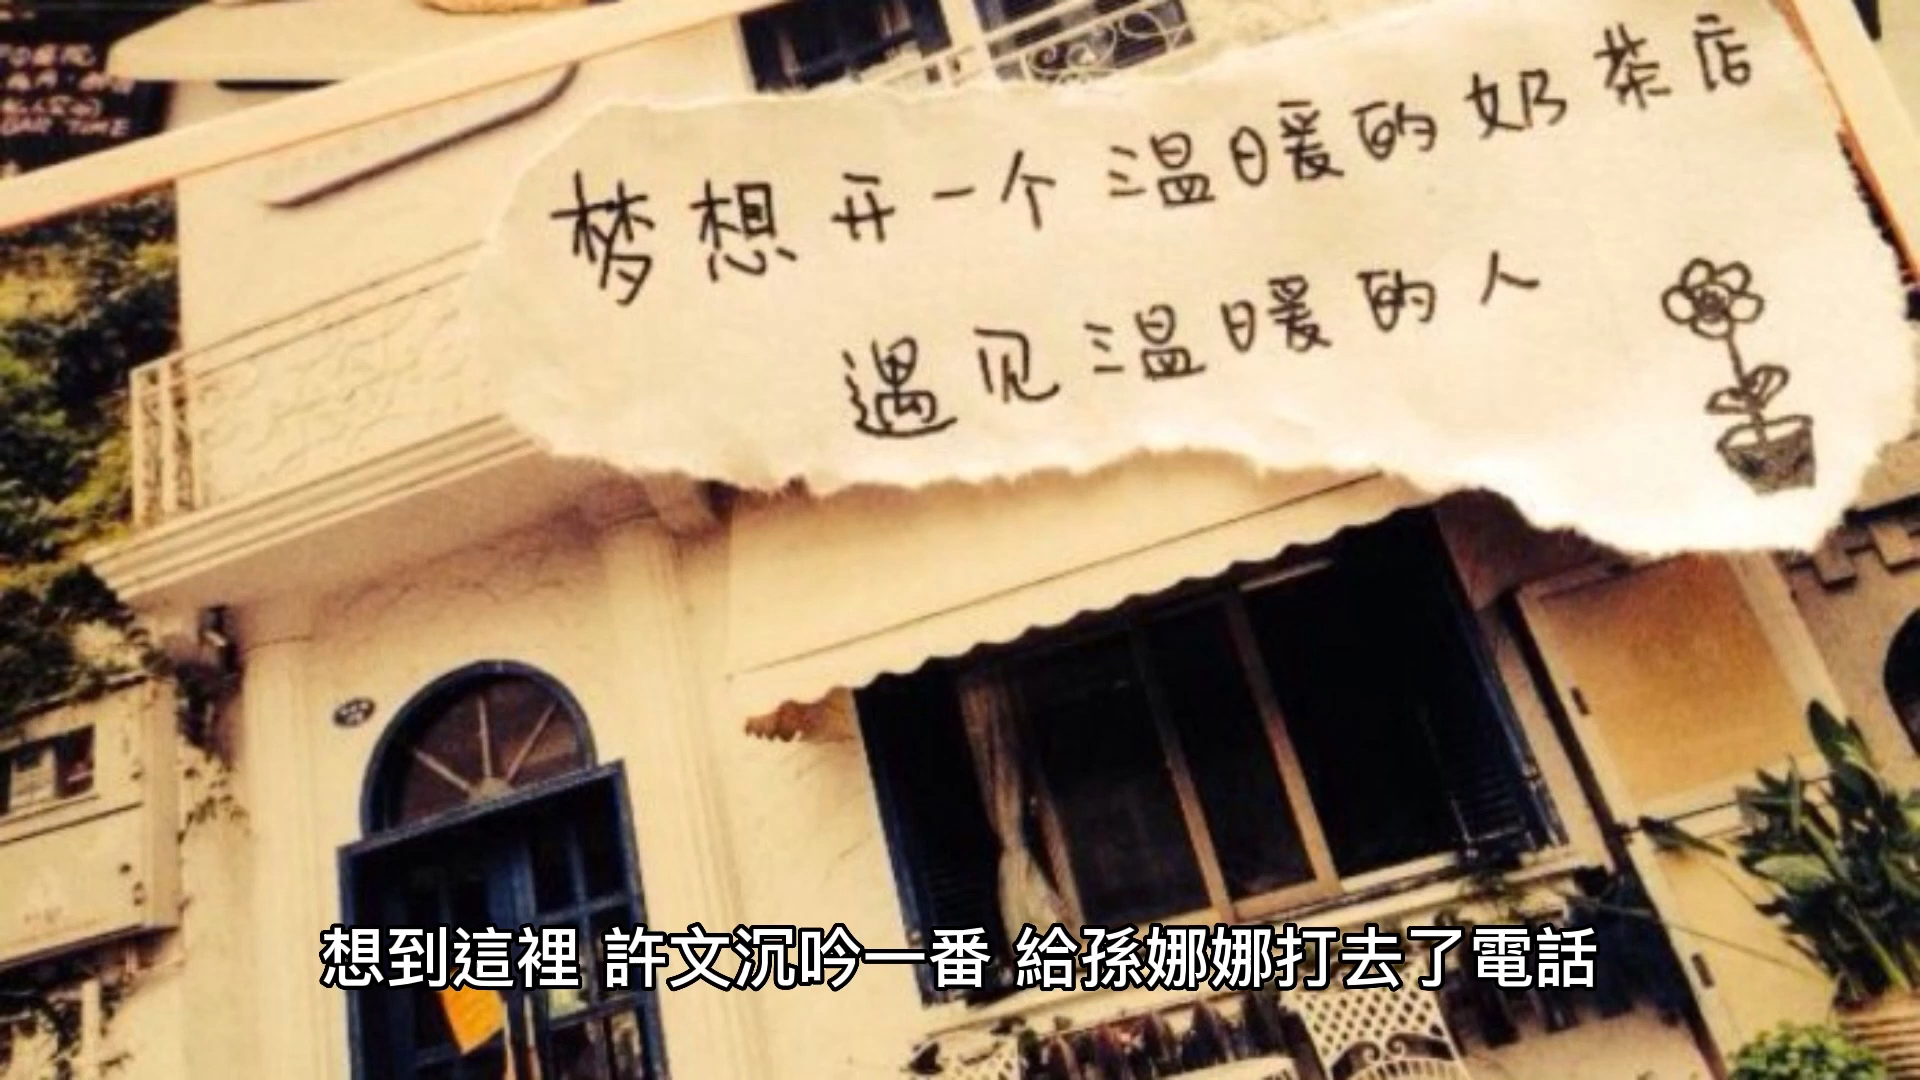 梦想开一个温暖的奶茶店
遇见温暖的人
想到這裡 許文沉吟一番 給孫娜娜打去了電話